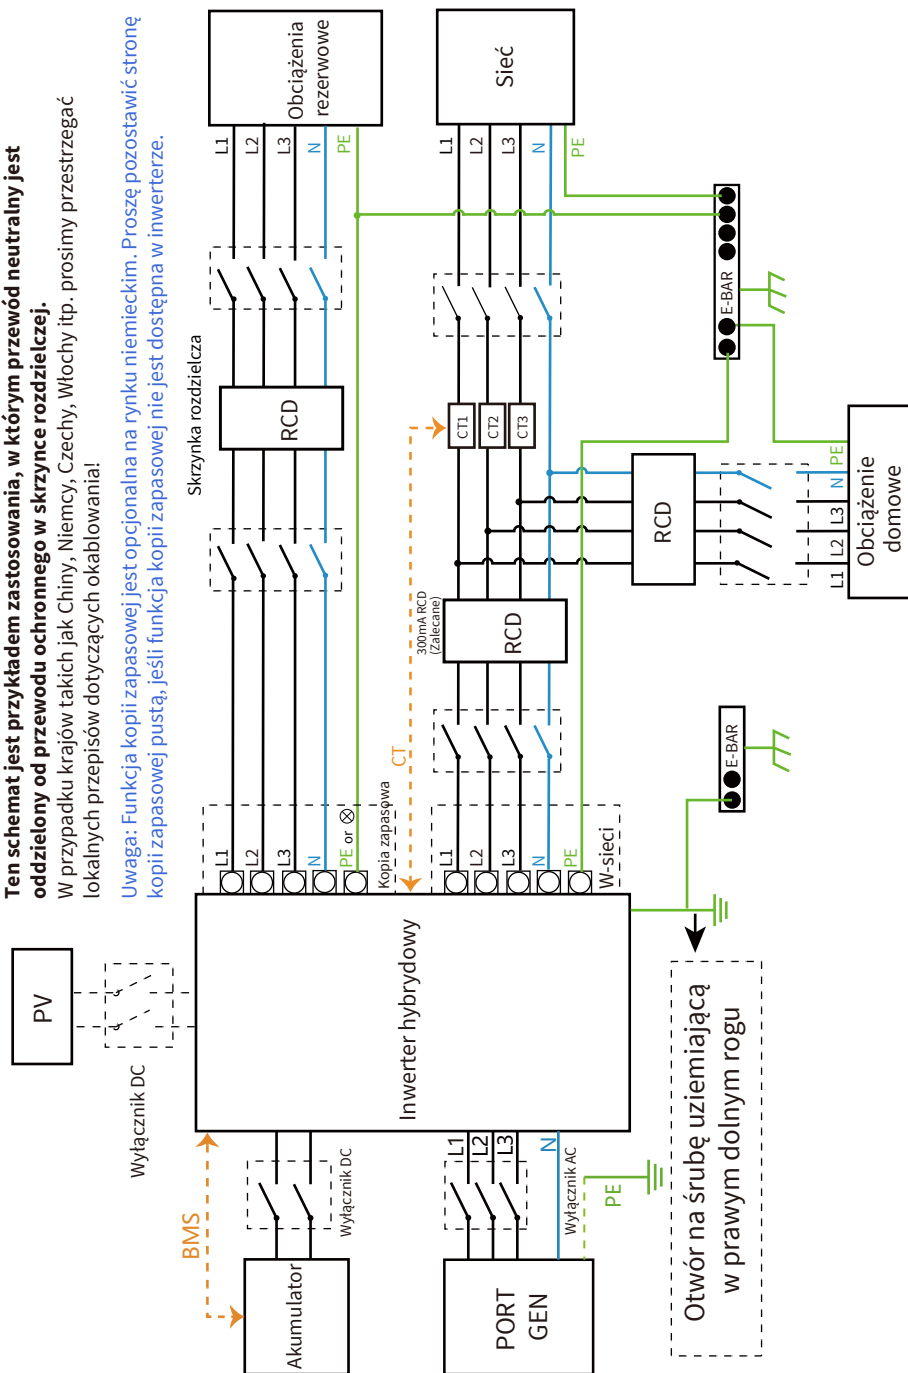 Ten schemat jest przykładem zastosowania, w którym przewód neutralny jest
oddzielony od przewodu ochronnego w skrzynce rozdzielczej.
W przypadku krajów takich jak Chiny, Niemcy, Czechy, Włochy itp. prosimy przestrzegać
lokalnych przepisów dotyczących okablowania!
Uwaga: Funkcja kopii zapasowej jest opcjonalna na rynku niemieckim. Proszę pozostawić stronę
kopii zapasowej pustą, jeśli funkcja kopii zapasowej nie jest dostępna w inwerterze.
PV
Wyłącznik DC
BMS
Akumulator
Wyłącznik DC
Inwerter hybrydowy
Skrzynka rozdzielcza
L1
L2
L3
N
PE or ⊗
Kopia zapasowa
RCD
L1
L2
L3
N
PE
Obciążenia
rezerwowe
CT
L1
L2
L3
N
PE
W-sieci
300mA RCD
(Zalecane)
RCD
CT1
CT2
CT3
L1
L2
L3
N
PE
Sieć
RCD
L1
L2
L3
N
PE
Obciążenie
domowe
E-BAR
E-BAR
PORT
GEN
L1
L2
L3
N
Wyłącznik AC
PE
Otwór na śrubę uziemiającą
w prawym dolnym rogu